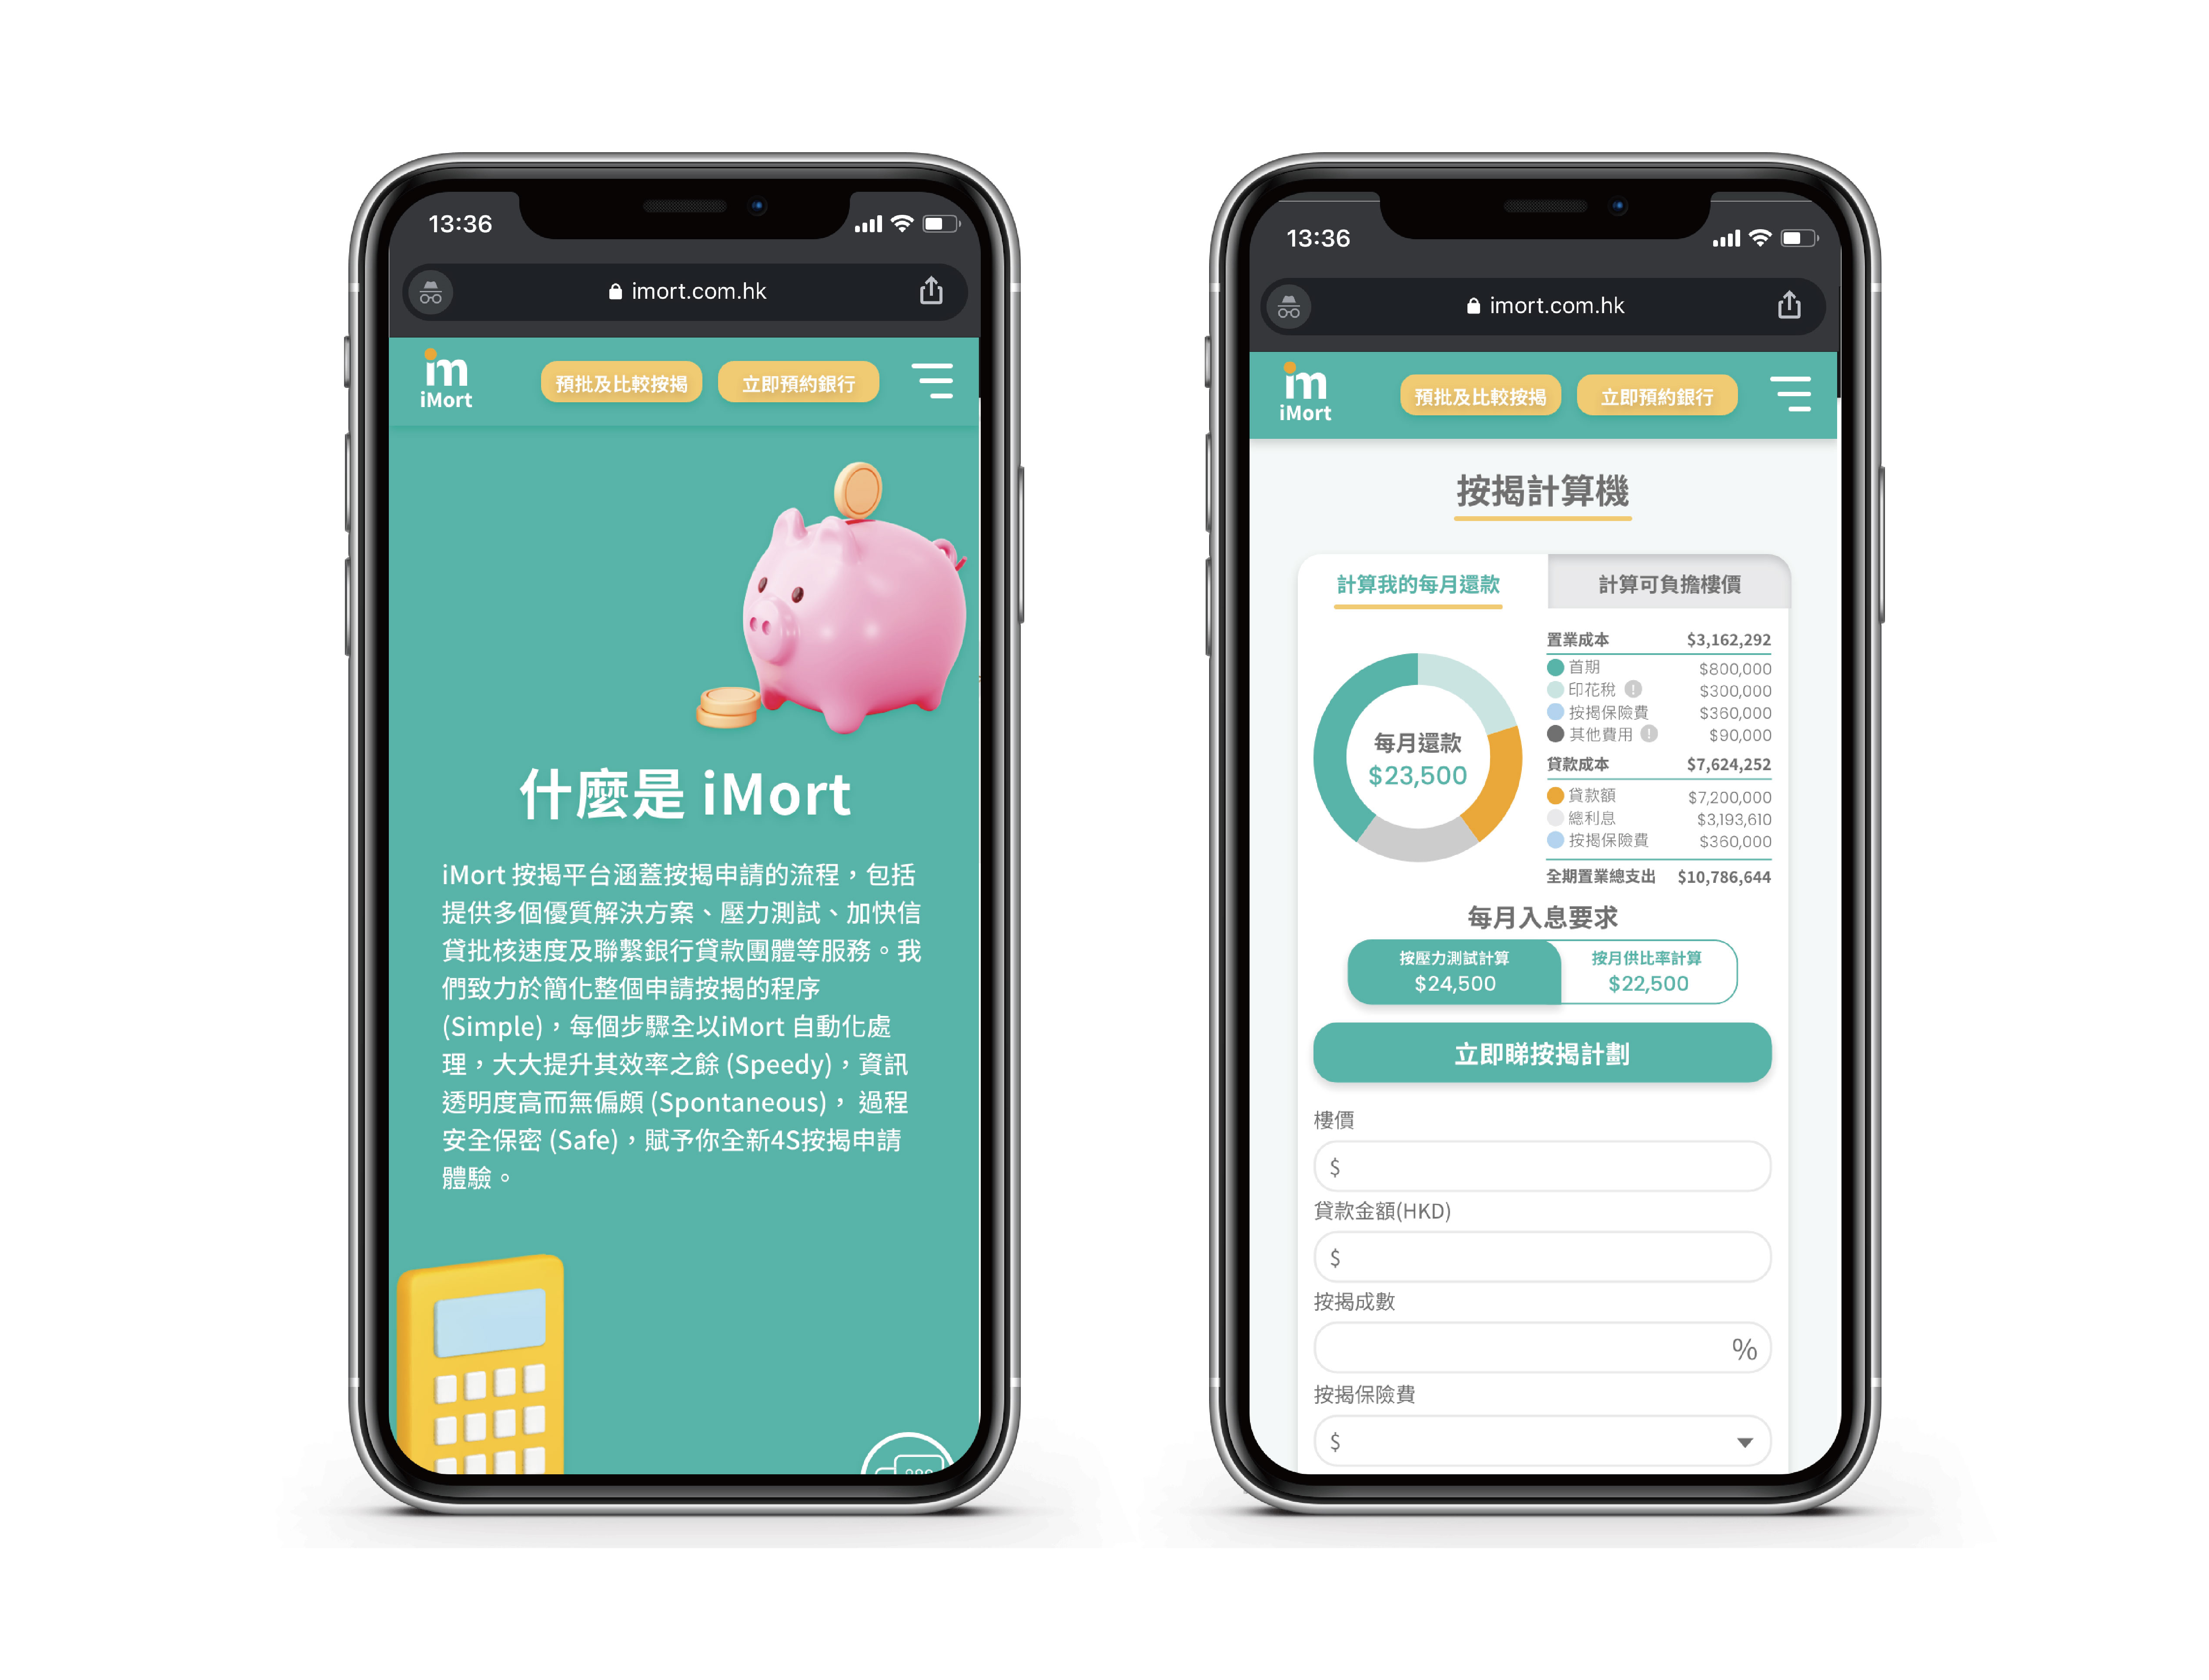 13:36
imort.com.hk
im
iMort
預批及比較按揭
立即預約銀行
什麼是 iMort
iMort 按揭平台涵蓋按揭申請的流程，包括
提供多個優質解決方案、壓力測試、加快信
貸批核速度及聯繫銀行貸款團體等服務。我
們致力於簡化整個申請按揭的程序
(Simple)，每個步驟全以iMort 自動化處
理，大大提升其效率之餘 (Speedy)，資訊
透明度高而無偏頗 (Spontaneous)， 過程
安全保密 (Safe)，賦予你全新4S按揭申請
體驗。
13:36
imort.com.hk
im
iMort
預批及比較按揭
立即預約銀行
按揭計算機
計算我的每月還款
計算可負擔樓價
每月還款
$23,500
置業成本 $3,162,292
首期 $800,000
印花稅 $300,000
按揭保險費 $360,000
其他費用 $90,000
貸款成本 $7,624,252
貸款額 $7,200,000
總利息 $3,193,610
按揭保險費 $360,000
全期置業總支出 $10,786,644
每月入息要求
按壓力測試計算
$24,500
按月供比率計算
$22,500
立即睇按揭計劃
樓價
$
貸款金額(HKD)
$
按揭成數
%
按揭保險費
$